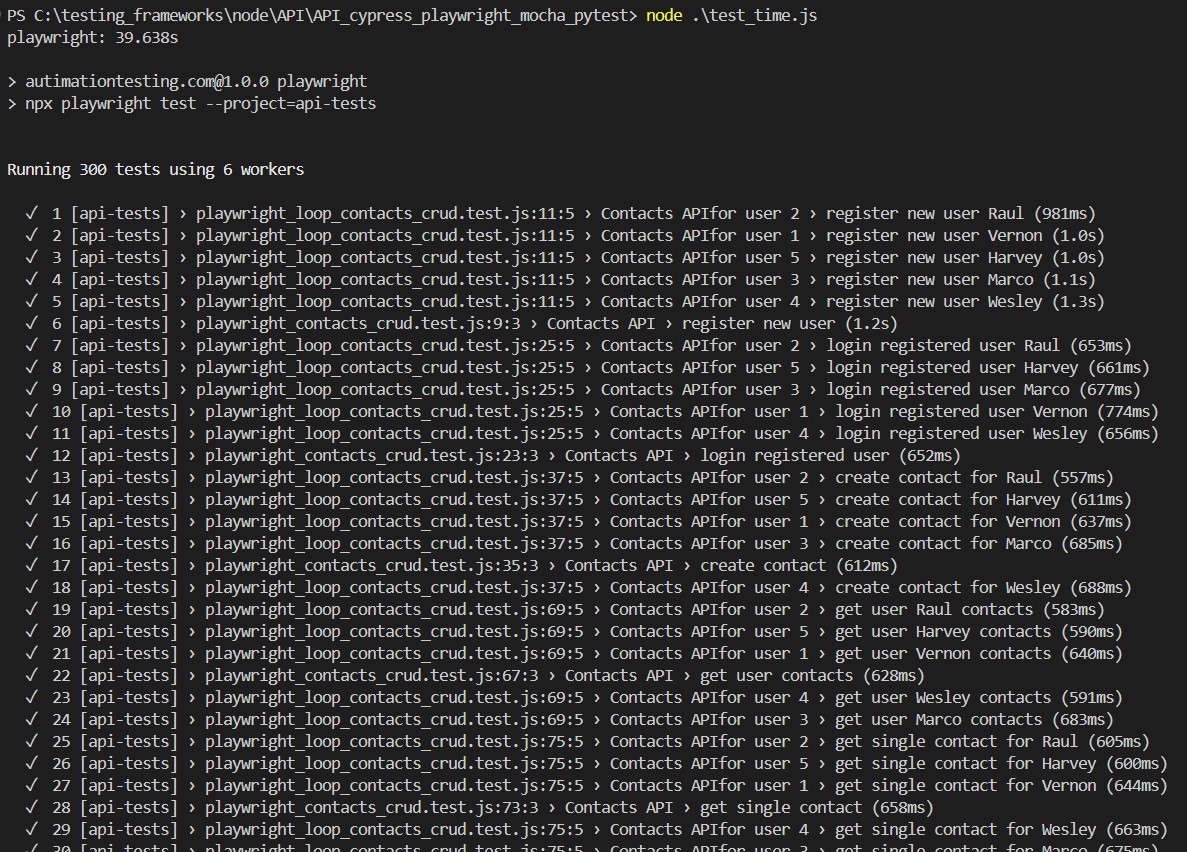 PS C:\testing_frameworks\node\API\API_cypress_playwright_mocha_pytest> node .\test_time.js
playwright: 39.638s
> autimationtesting.com@1.0.0 playwright
> npx playwright test --project=api-tests
Running 300 tests using 6 workers
✓ 1 [api-tests] › playwright_loop_contacts_crud.test.js:11:5 › Contacts APIfor user 2 › register new user Raul (981ms)
✓ 2 [api-tests] › playwright_loop_contacts_crud.test.js:11:5 › Contacts APIfor user 1 › register new user Vernon (1.0s)
✓ 3 [api-tests] › playwright_loop_contacts_crud.test.js:11:5 › Contacts APIfor user 5 › register new user Harvey (1.0s)
✓ 4 [api-tests] › playwright_loop_contacts_crud.test.js:11:5 › Contacts APIfor user 3 › register new user Marco (1.1s)
✓ 5 [api-tests] › playwright_loop_contacts_crud.test.js:11:5 › Contacts APIfor user 4 › register new user Wesley (1.3s)
✓ 6 [api-tests] › playwright_contacts_crud.test.js:9:3 › Contacts API › register new user (1.2s)
✓ 7 [api-tests] › playwright_loop_contacts_crud.test.js:25:5 › Contacts APIfor user 2 › login registered user Raul (653ms)
✓ 8 [api-tests] › playwright_loop_contacts_crud.test.js:25:5 › Contacts APIfor user 5 › login registered user Harvey (661ms)
✓ 9 [api-tests] › playwright_loop_contacts_crud.test.js:25:5 › Contacts APIfor user 3 › login registered user Marco (677ms)
✓ 10 [api-tests] › playwright_loop_contacts_crud.test.js:25:5 › Contacts APIfor user 1 › login registered user Vernon (774ms)
✓ 11 [api-tests] › playwright_loop_contacts_crud.test.js:25:5 › Contacts APIfor user 4 › login registered user Wesley (656ms)
✓ 12 [api-tests] › playwright_contacts_crud.test.js:23:3 › Contacts API › login registered user (652ms)
✓ 13 [api-tests] › playwright_loop_contacts_crud.test.js:37:5 › Contacts APIfor user 2 › create contact for Raul (557ms)
✓ 14 [api-tests] › playwright_loop_contacts_crud.test.js:37:5 › Contacts APIfor user 5 › create contact for Harvey (611ms)
✓ 15 [api-tests] › playwright_loop_contacts_crud.test.js:37:5 › Contacts APIfor user 1 › create contact for Vernon (637ms)
✓ 16 [api-tests] › playwright_loop_contacts_crud.test.js:37:5 › Contacts APIfor user 3 › create contact for Marco (685ms)
✓ 17 [api-tests] › playwright_contacts_crud.test.js:35:3 › Contacts API › create contact (612ms)
✓ 18 [api-tests] › playwright_loop_contacts_crud.test.js:37:5 › Contacts APIfor user 4 › create contact for Wesley (688ms)
✓ 19 [api-tests] › playwright_loop_contacts_crud.test.js:69:5 › Contacts APIfor user 2 › get user Raul contacts (583ms)
✓ 20 [api-tests] › playwright_loop_contacts_crud.test.js:69:5 › Contacts APIfor user 5 › get user Harvey contacts (590ms)
✓ 21 [api-tests] › playwright_loop_contacts_crud.test.js:69:5 › Contacts APIfor user 1 › get user Vernon contacts (640ms)
✓ 22 [api-tests] › playwright_contacts_crud.test.js:67:3 › Contacts API › get user contacts (628ms)
✓ 23 [api-tests] › playwright_loop_contacts_crud.test.js:69:5 › Contacts APIfor user 4 › get user Wesley contacts (591ms)
✓ 24 [api-tests] › playwright_loop_contacts_crud.test.js:69:5 › Contacts APIfor user 3 › get user Marco contacts (683ms)
✓ 25 [api-tests] › playwright_loop_contacts_crud.test.js:75:5 › Contacts APIfor user 2 › get single contact for Raul (605ms)
✓ 26 [api-tests] › playwright_loop_contacts_crud.test.js:75:5 › Contacts APIfor user 5 › get single contact for Harvey (600ms)
✓ 27 [api-tests] › playwright_loop_contacts_crud.test.js:75:5 › Contacts APIfor user 1 › get single contact for Vernon (644ms)
✓ 28 [api-tests] › playwright_contacts_crud.test.js:73:3 › Contacts API › get single contact (658ms)
✓ 29 [api-tests] › playwright_loop_contacts_crud.test.js:75:5 › Contacts APIfor user 4 › get single contact for Wesley (663ms)
✓ 30 [api-tests] › playwright_loop_contacts_crud.test.js:75:5 › Contacts APIfor user 3 › get single contact for Marco (675ms)